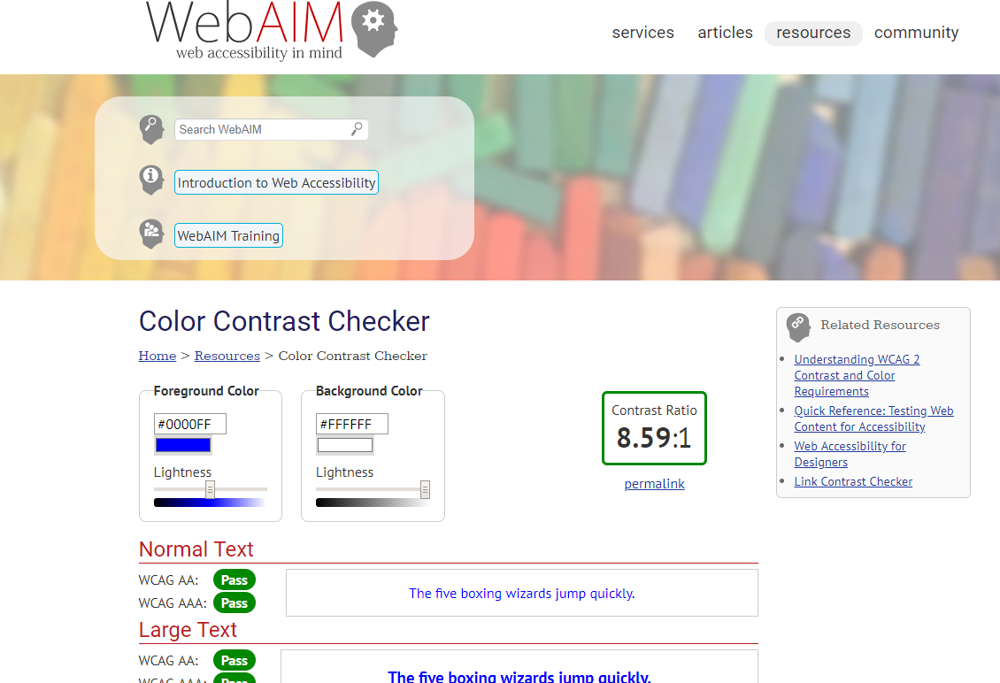 WebAIM
web accessibility in mind
services articles resources community
Search WebAIM
Introduction to Web Accessibility
WebAIM Training
Color Contrast Checker
Home > Resources > Color Contrast Checker
Foreground Color
#0000FF
Lightness
Background Color
#FFFFFF
Lightness
Contrast Ratio
8.59:1
permalink
Related Resources
Understanding WCAG 2
Contrast and Color
Requirements
Quick Reference: Testing Web
Content for Accessibility
Web Accessibility for
Designers
Link Contrast Checker
Normal Text
WCAG AA: Pass
WCAG AAA: Pass
The five boxing wizards jump quickly.
Large Text
WCAG AA: Pass
WCAG AAA: Pass
The five boxing wizards jump quickly.